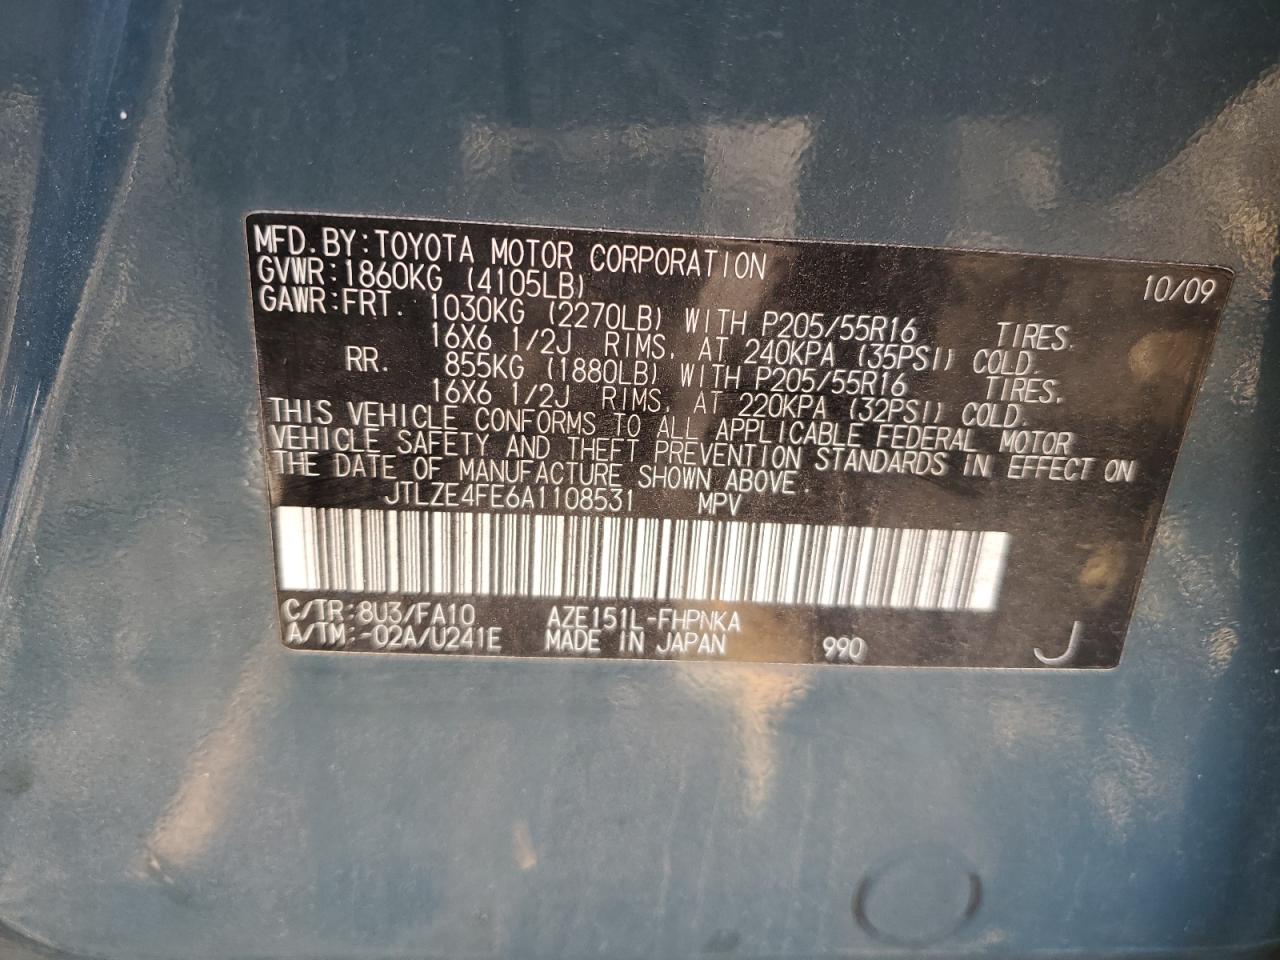 MFD. BY: TOYOTA MOTOR CORPORATION 10/09
GVWR: 1860KG (4105LB)
GAWR: FRT. 1030KG (2270LB) WITH P205/55R16 TIRES,
16X6 1/2J RIMS, AT 240KPA (35PSI) COLD.
RR. 855KG (1880LB) WITH P205/55R16 TIRES,
16X6 1/2J RIMS, AT 220KPA (32PSI) COLD.
THIS VEHICLE CONFORMS TO ALL APPLICABLE FEDERAL MOTOR
VEHICLE SAFETY AND THEFT PREVENTION STANDARDS IN EFFECT ON
THE DATE OF MANUFACTURE SHOWN ABOVE.
JTLZE4FE6A1108531 MPV
C/TR: 8U3/FA10 AZE151L-FHPNKA
A/TM: -02A/U241E MADE IN JAPAN 990 J